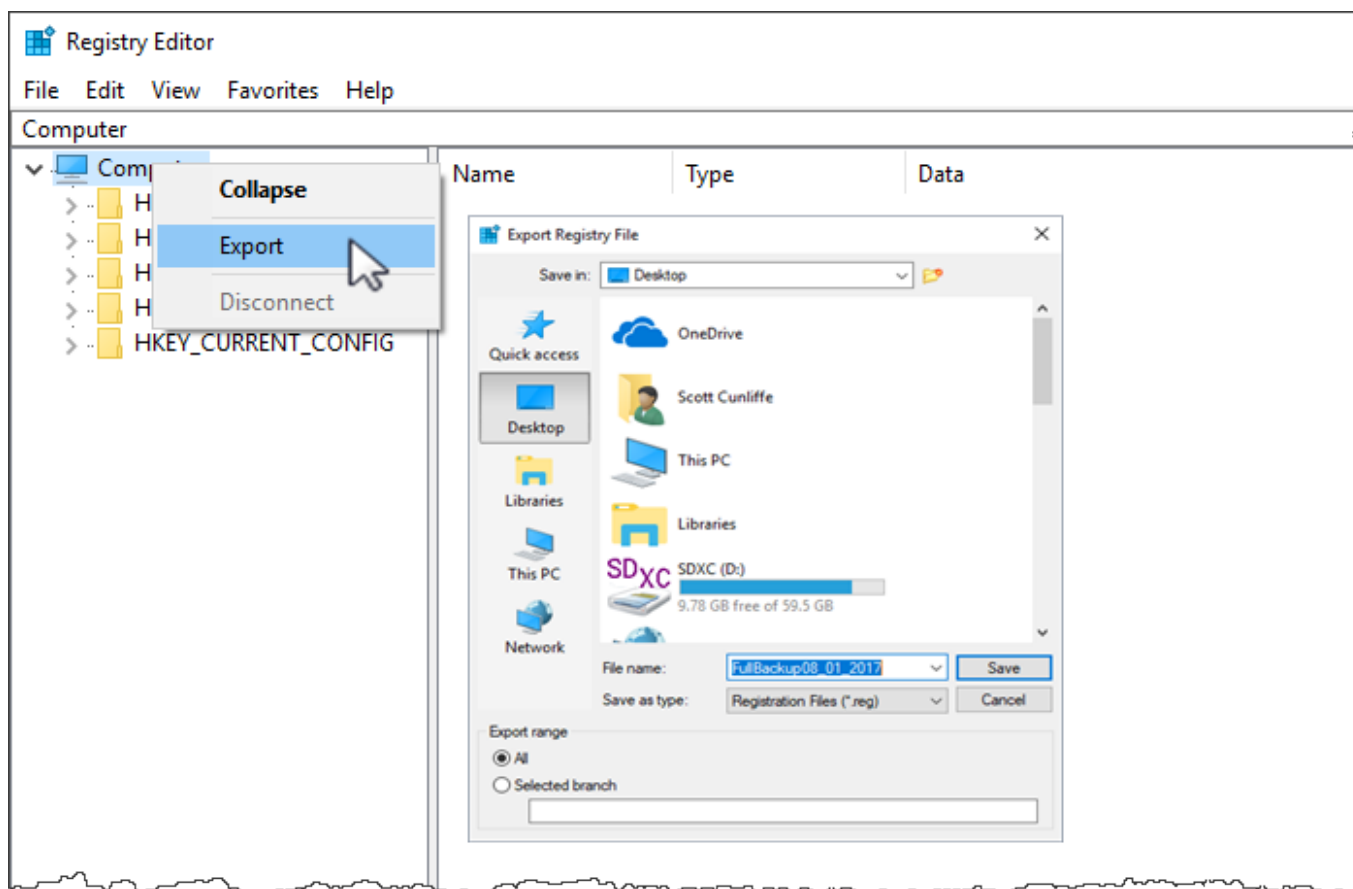 Registry Editor
File Edit View Favorites Help
Computer
Collapse
Export
Disconnect
H
H
H
H
HKEY_CURRENT_CONFIG
Name Type Data
Export Registry File
Save in: Desktop
Quick access
Desktop
Libraries
This PC
Network
OneDrive
Scott Cunliffe
This PC
Libraries
SDXC SDXC (D:)
9.78 GB free of 59.5 GB
File name: FullBackup08_01_2017 Save
Save as type: Registration Files (*.reg) Cancel
Export range
All
Selected branch